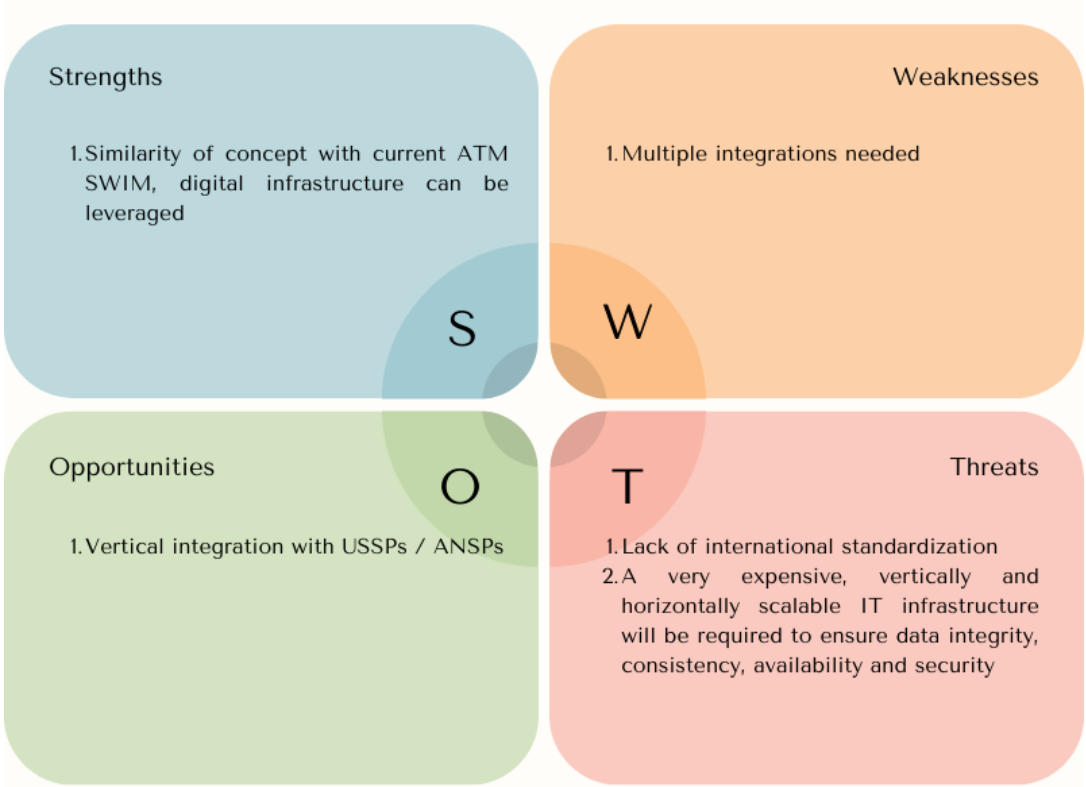 Strengths
1. Similarity of concept with current ATM
SWIM, digital infrastructure can be
leveraged
S
Weaknesses
1. Multiple integrations needed
W
Opportunities
O
1. Vertical integration with USSPs / ANSPs
Threats
T
1. Lack of international standardization
2. A very expensive, vertically and
horizontally scalable IT infrastructure
will be required to ensure data integrity,
consistency, availability and security